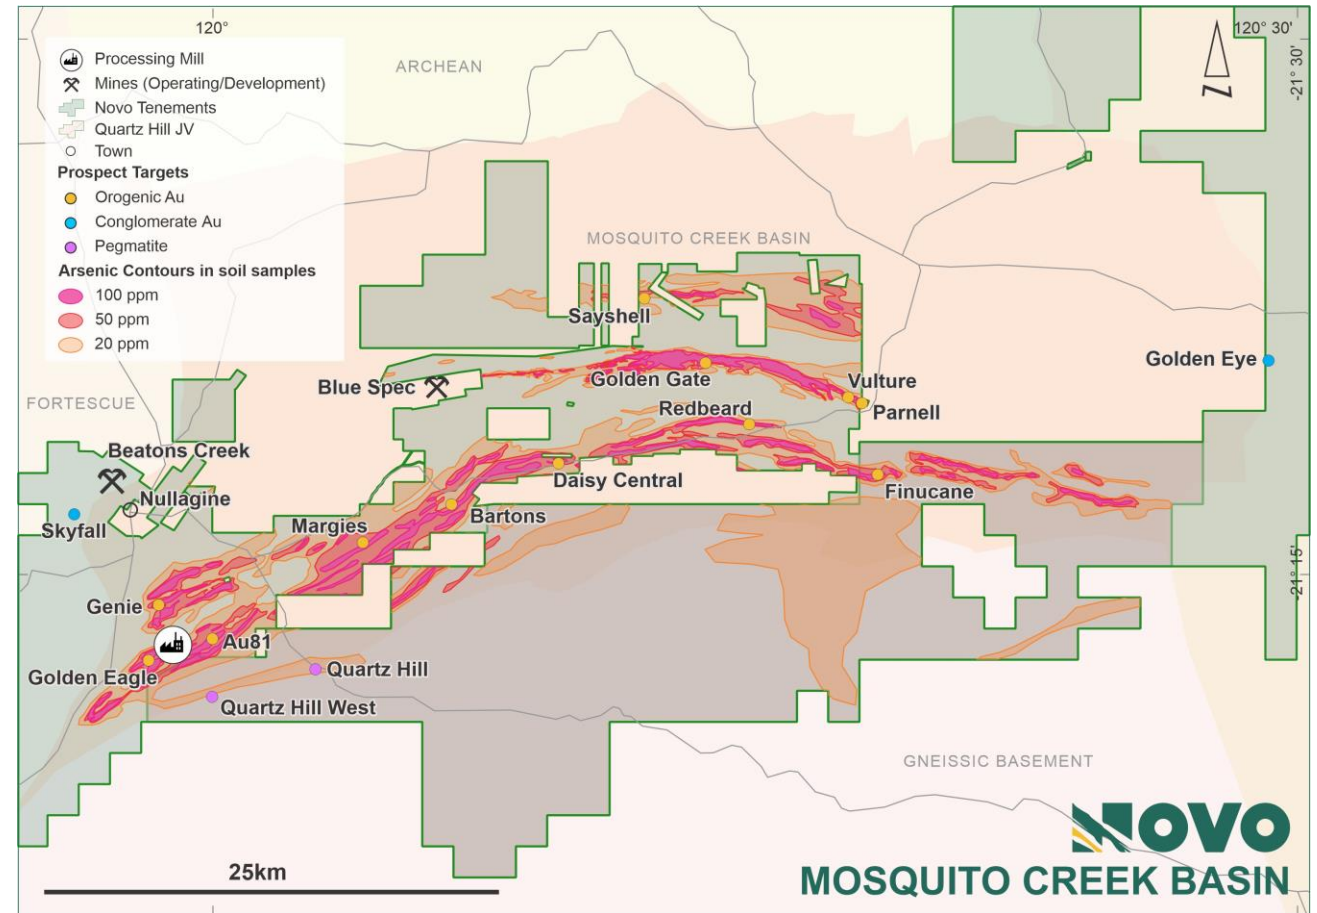 120°
120° 30'
-21° 30'
ARCHEAN
Processing Mill
Mines (Operating/Development)
Novo Tenements
Quartz Hill JV
Town
Prospect Targets
Orogenic Au
Conglomerate Au
Pegmatite
Arsenic Contours in soil samples
100 ppm
50 ppm
20 ppm
N
MOSQUITO CREEK BASIN
Sayshell
Golden Eye
Blue Spec
Golden Gate
Vulture
Parnell
FORTESCUE
Redbeard
Beatons Creek
Nullagine
Daisy Central
Finucane
Skyfall
Margies
Bartons
-21° 15'
Genie
Au81
Golden Eagle
Quartz Hill
Quartz Hill West
GNEISSIC BASEMENT
25km
NOVO
MOSQUITO CREEK BASIN